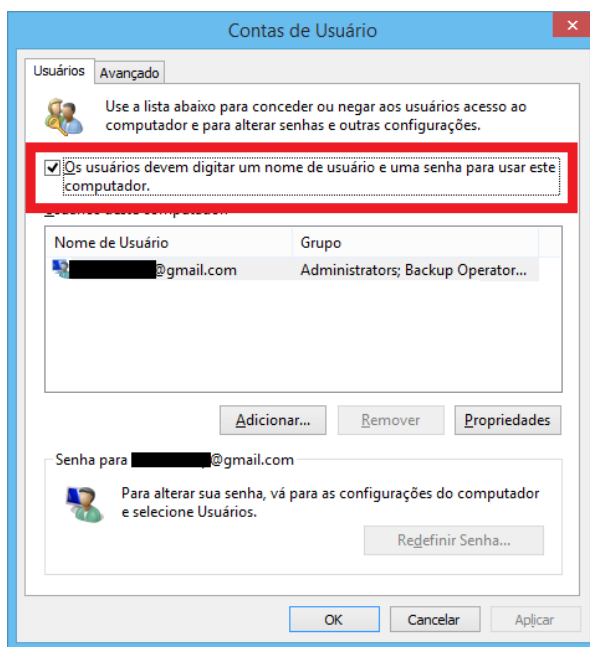 Contas de Usuário
Usuários
Avançado
Use a lista abaixo para conceder ou negar aos usuários acesso ao
computador e para alterar senhas e outras configurações.
Os usuários devem digitar um nome de usuário e uma senha para usar este
computador.
Nome de Usuário Grupo
@gmail.com Administrators; Backup Operator...
Adicionar... Remover Propriedades
Senha para @gmail.com
Para alterar sua senha, vá para as configurações do computador
e selecione Usuários.
Redefinir Senha...
OK Cancelar Aplicar